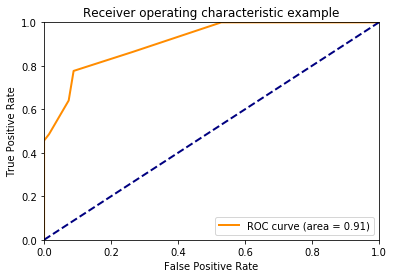 Receiver operating characteristic example
1.0
0.8
0.6
0.4
0.2
0.0
True Positive Rate
ROC curve (area = 0.91)
0.0 0.2 0.4 0.6 0.8 1.0
False Positive Rate